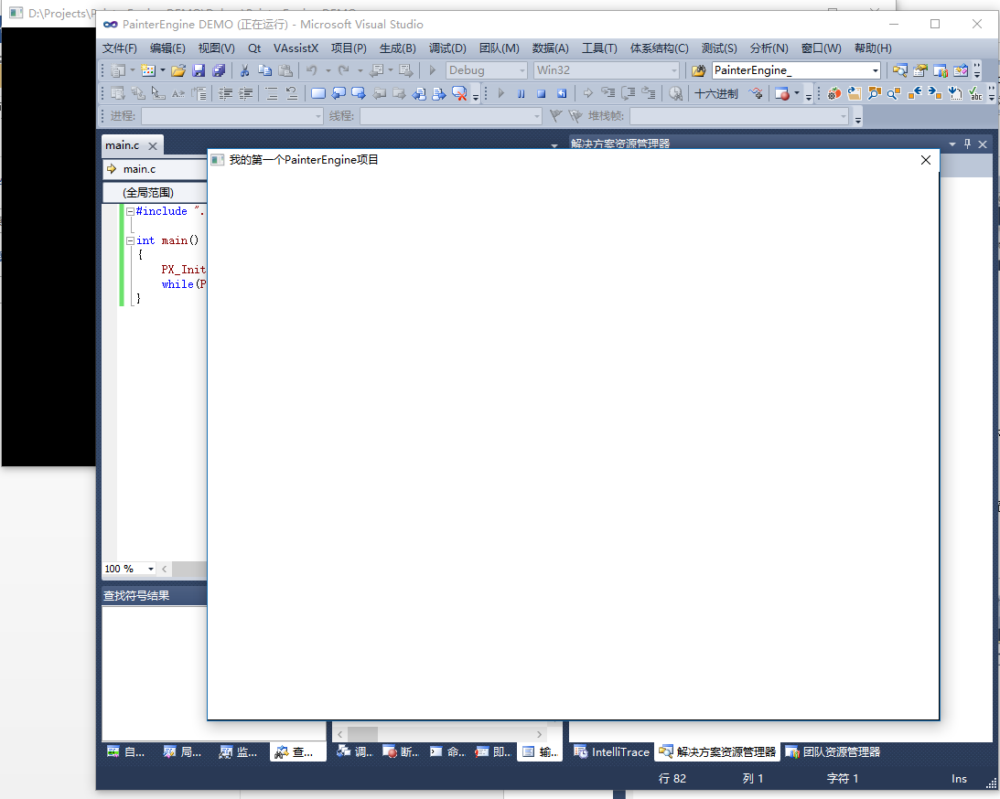 D:\Projects\P
PainterEngine DEMO (正在运行) - Microsoft Visual Studio
文件(F) 编辑(E) 视图(V) Qt VAssistX 项目(P) 生成(B) 调试(D) 团队(M) 数据(A) 工具(T) 体系结构(C) 测试(S) 分析(N) 窗口(W) 帮助(H)
Debug Win32 PainterEngine_
十六进制
进程: 线程: 堆栈帧:
main.c
解决方案资源管理器
main.c
我的第一个PainterEngine项目
(全局范围)
#include ".
int main()
{
PX_Init
while(P
}
100 %
查找符号结果
自... 局... 监... 查... 调... 断... 命... 即... 输... IntelliTrace 解决方案资源管理器 团队资源管理器
行 82 列 1 字符 1 Ins